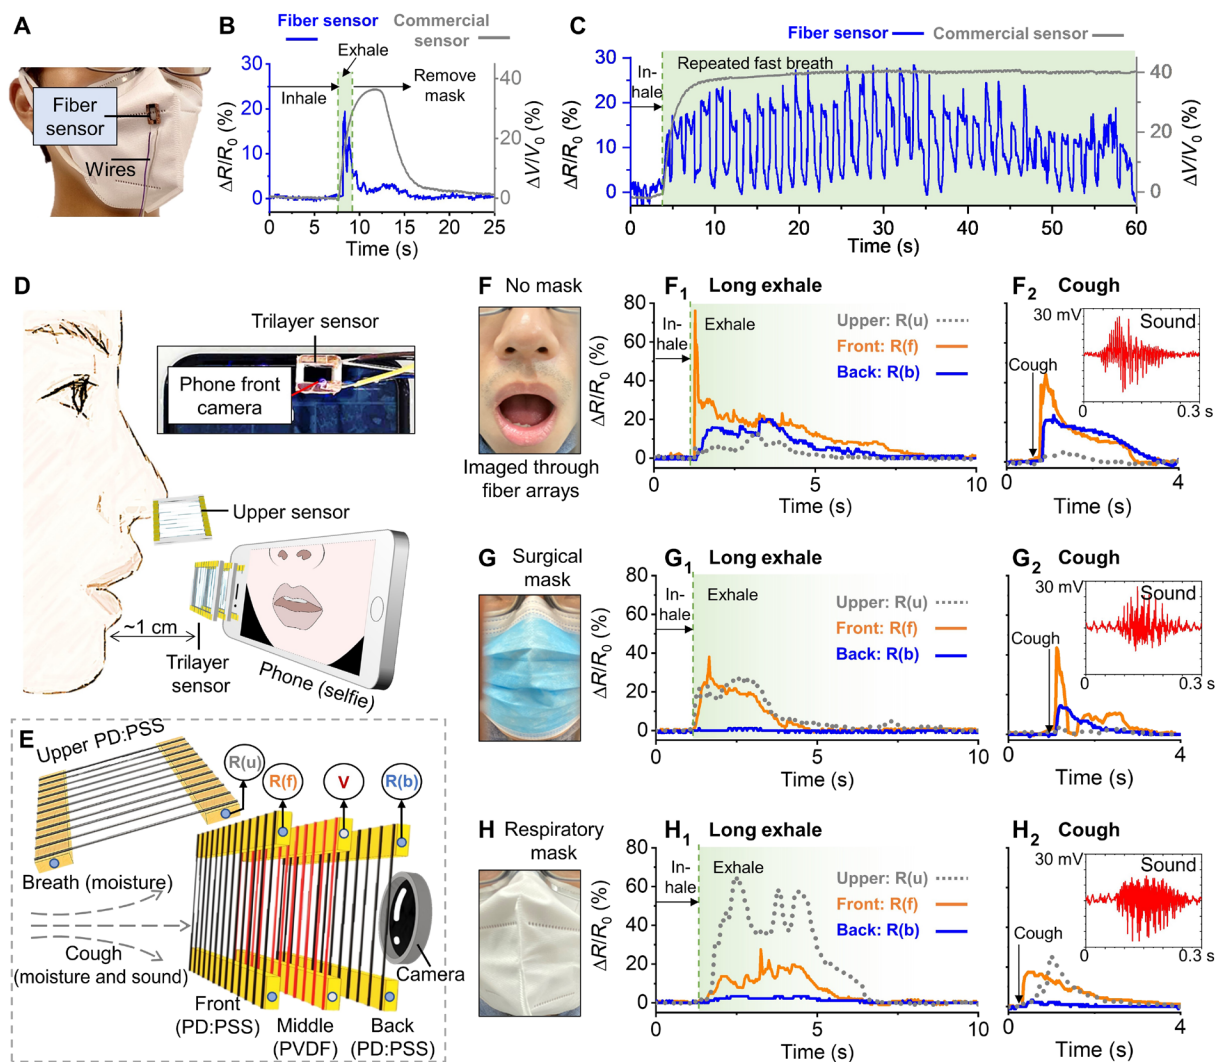 A
Fiber
sensor
Wires
B
Fiber sensor
Commercial
sensor
Exhale
Inhale
Remove
mask
30
20
10
0
ΔR/R0 (%)
40
20
0
ΔV/V0 (%)
0 5 10 15 20 25
Time (s)
C
Fiber sensor
Commercial sensor
In-
hale
Repeated fast breath
30
20
10
0
ΔR/R0 (%)
40
20
0
ΔV/V0 (%)
0 10 20 30 40 50 60
Time (s)
D
Trilayer sensor
Phone front
camera
Upper sensor
~1 cm
Trilayer
sensor
Phone (selfie)
E
Upper PD:PSS
R(u)
R(f)
V
R(b)
Breath (moisture)
Cough
(moisture and sound)
Camera
Front
(PD:PSS)
Middle
(PVDF)
Back
(PD:PSS)
F
No mask
Imaged through
fiber arrays
F1
Long exhale
In-
hale
Exhale
Upper: R(u)
Front: R(f)
Back: R(b)
80
60
40
20
0
ΔR/R0 (%)
0 5 10
Time (s)
F2
Cough
30 mV
Sound
0.3 s
Cough
0 4
Time (s)
G
Surgical
mask
G1
Long exhale
In-
hale
Exhale
Upper: R(u)
Front: R(f)
Back: R(b)
80
60
40
20
0
ΔR/R0 (%)
0 5 10
Time (s)
G2
Cough
30 mV
Sound
0.3 s
Cough
0 4
Time (s)
H
Respiratory
mask
H1
Long exhale
In-
hale
Exhale
Upper: R(u)
Front: R(f)
Back: R(b)
80
60
40
20
0
ΔR/R0 (%)
0 5 10
Time (s)
H2
Cough
30 mV
Sound
0.3 s
Cough
0 4
Time (s)